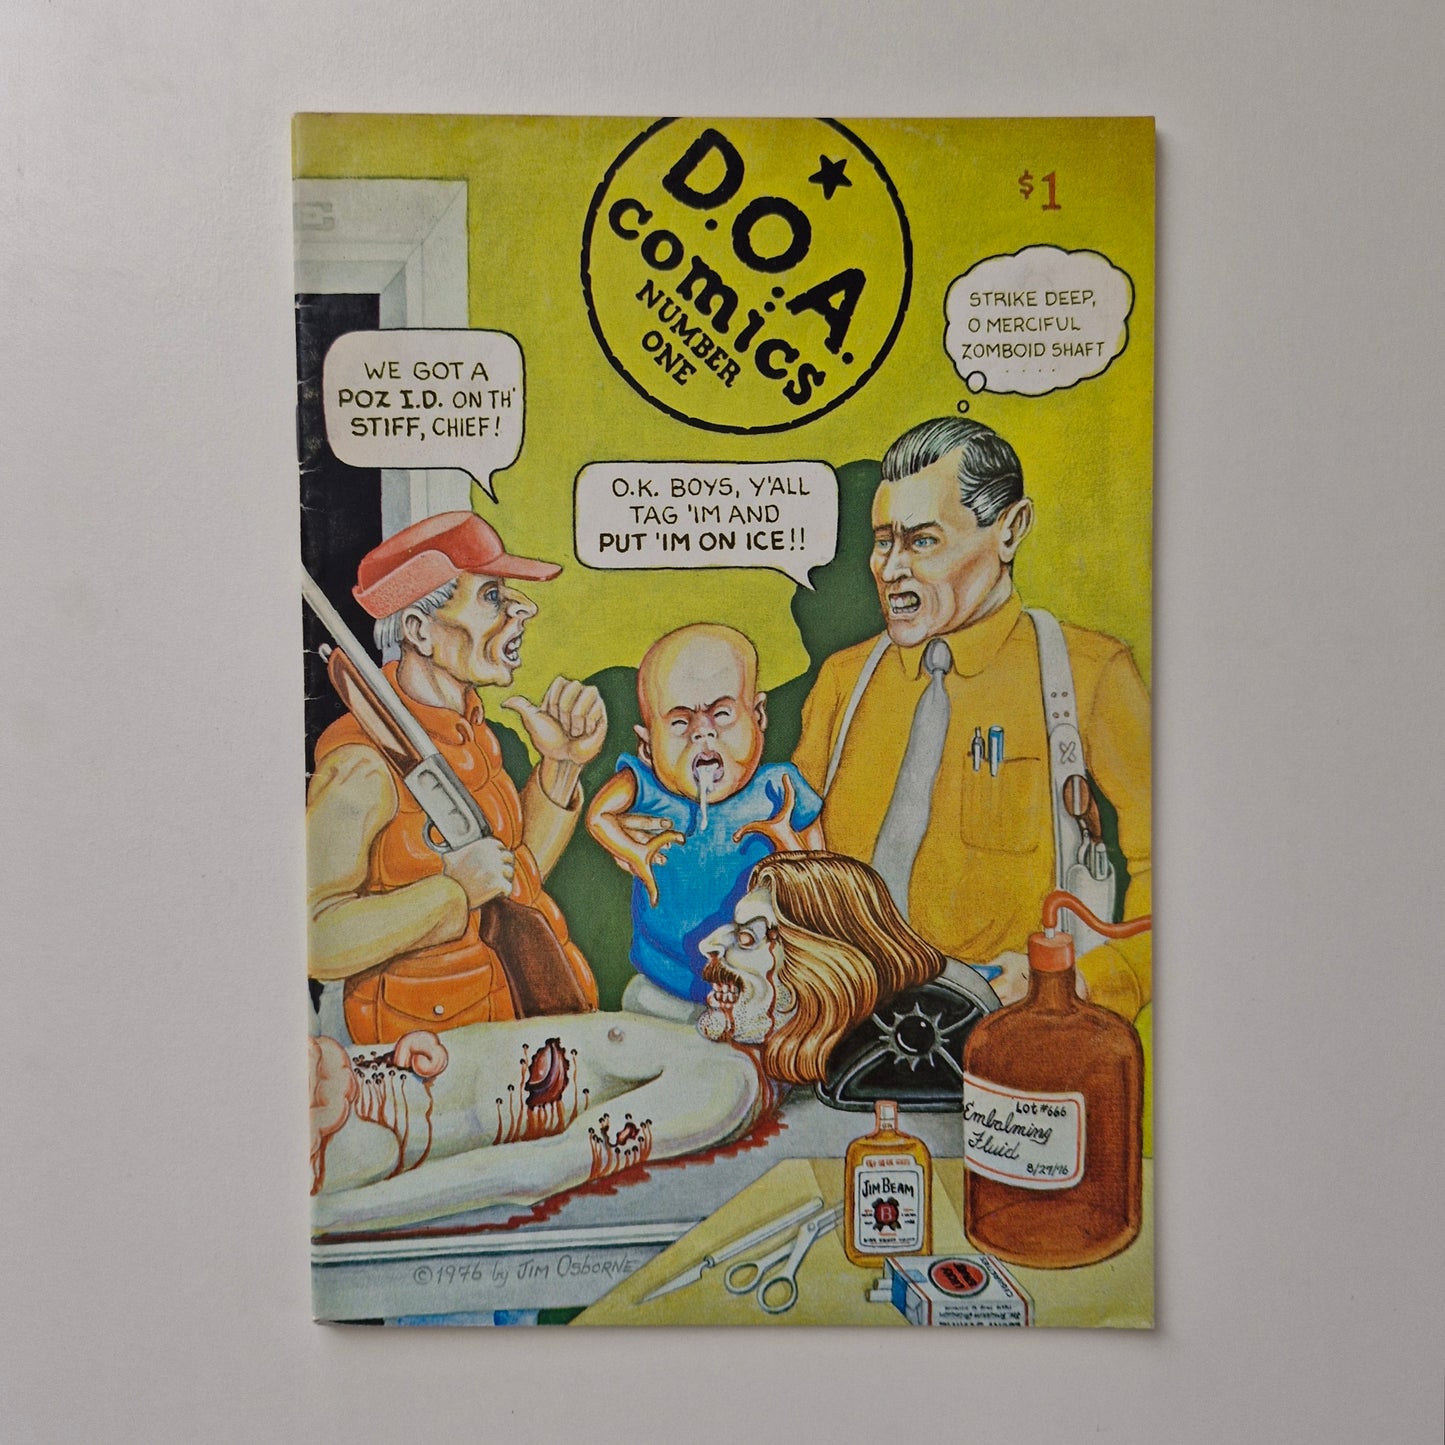 D.O.A.
COMICS
NUMBER
ONE
$1
STRIKE DEEP,
O MERCIFUL
ZOMBOID SHAFT
. . . .
WE GOT A
POZ I.D. ON TH'
STIFF, CHIEF!
O.K. BOYS, Y'ALL
TAG 'IM AND
PUT 'IM ON ICE!!
Lot #666
Embalming
Fluid
8/27/76
JIM BEAM
B
©1976 by JIM OSBORNE
CIGARETTES